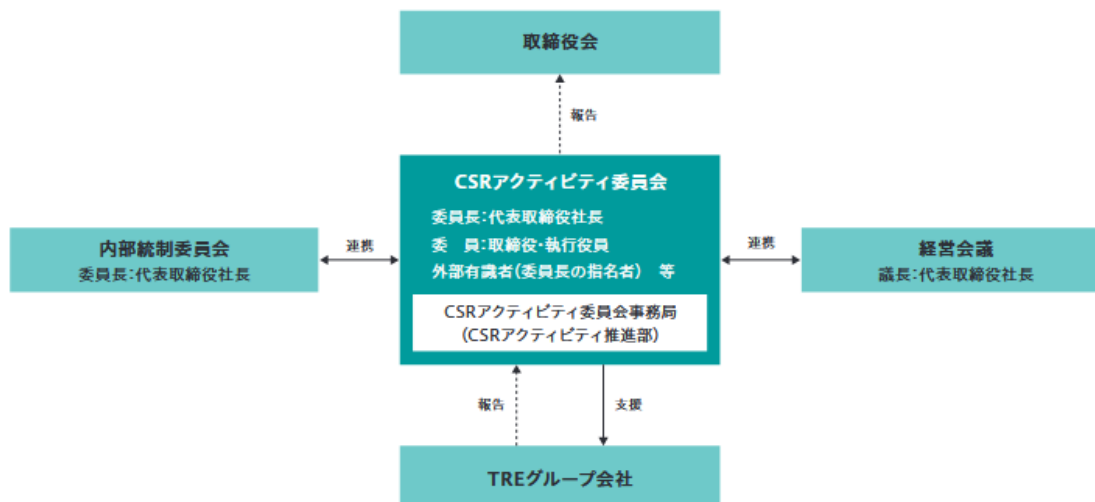 取締役会
報告
CSRアクティビティ委員会
委員長:代表取締役社長
委　員:取締役・執行役員
外部有識者(委員長の指名者)　等
CSRアクティビティ委員会事務局
(CSRアクティビティ推進部)
内部統制委員会
委員長:代表取締役社長
連携
連携
経営会議
議長:代表取締役社長
報告
支援
TREグループ会社